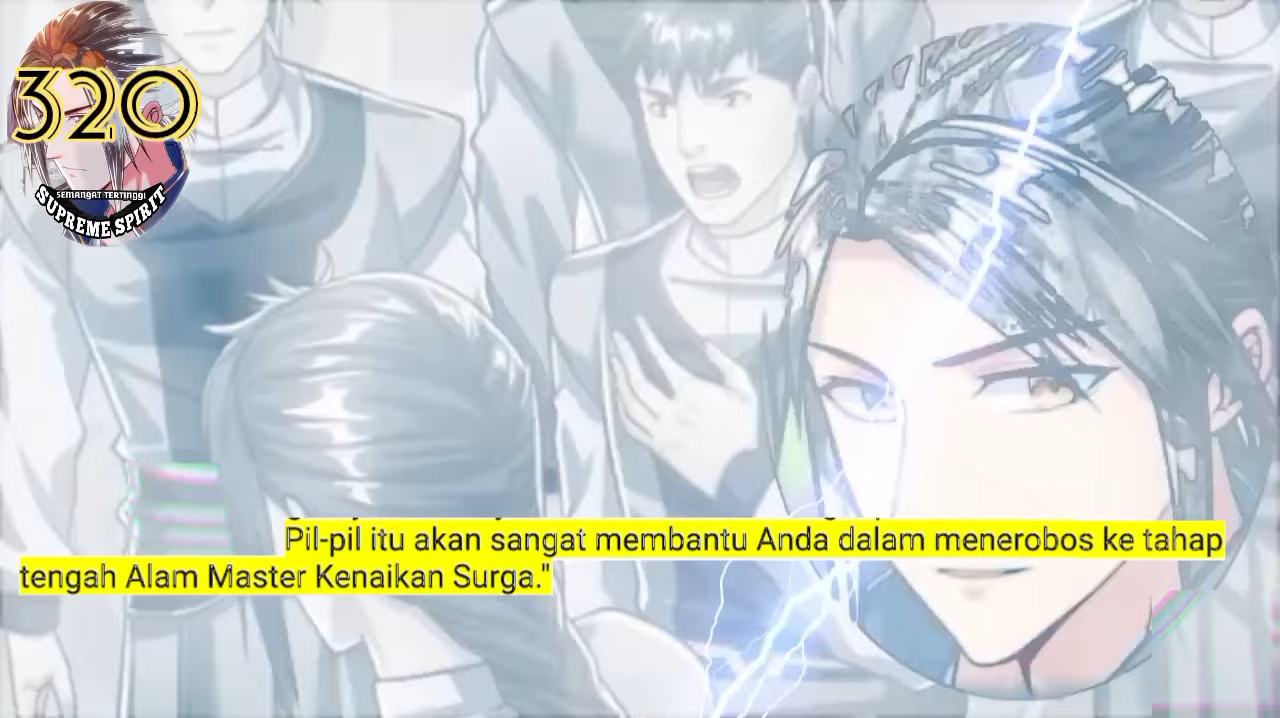 320
SEMANGAT TERTINGGI
SUPREME SPIRIT
Pil-pil itu akan sangat membantu Anda dalam menerobos ke tahap
tengah Alam Master Kenaikan Surga."